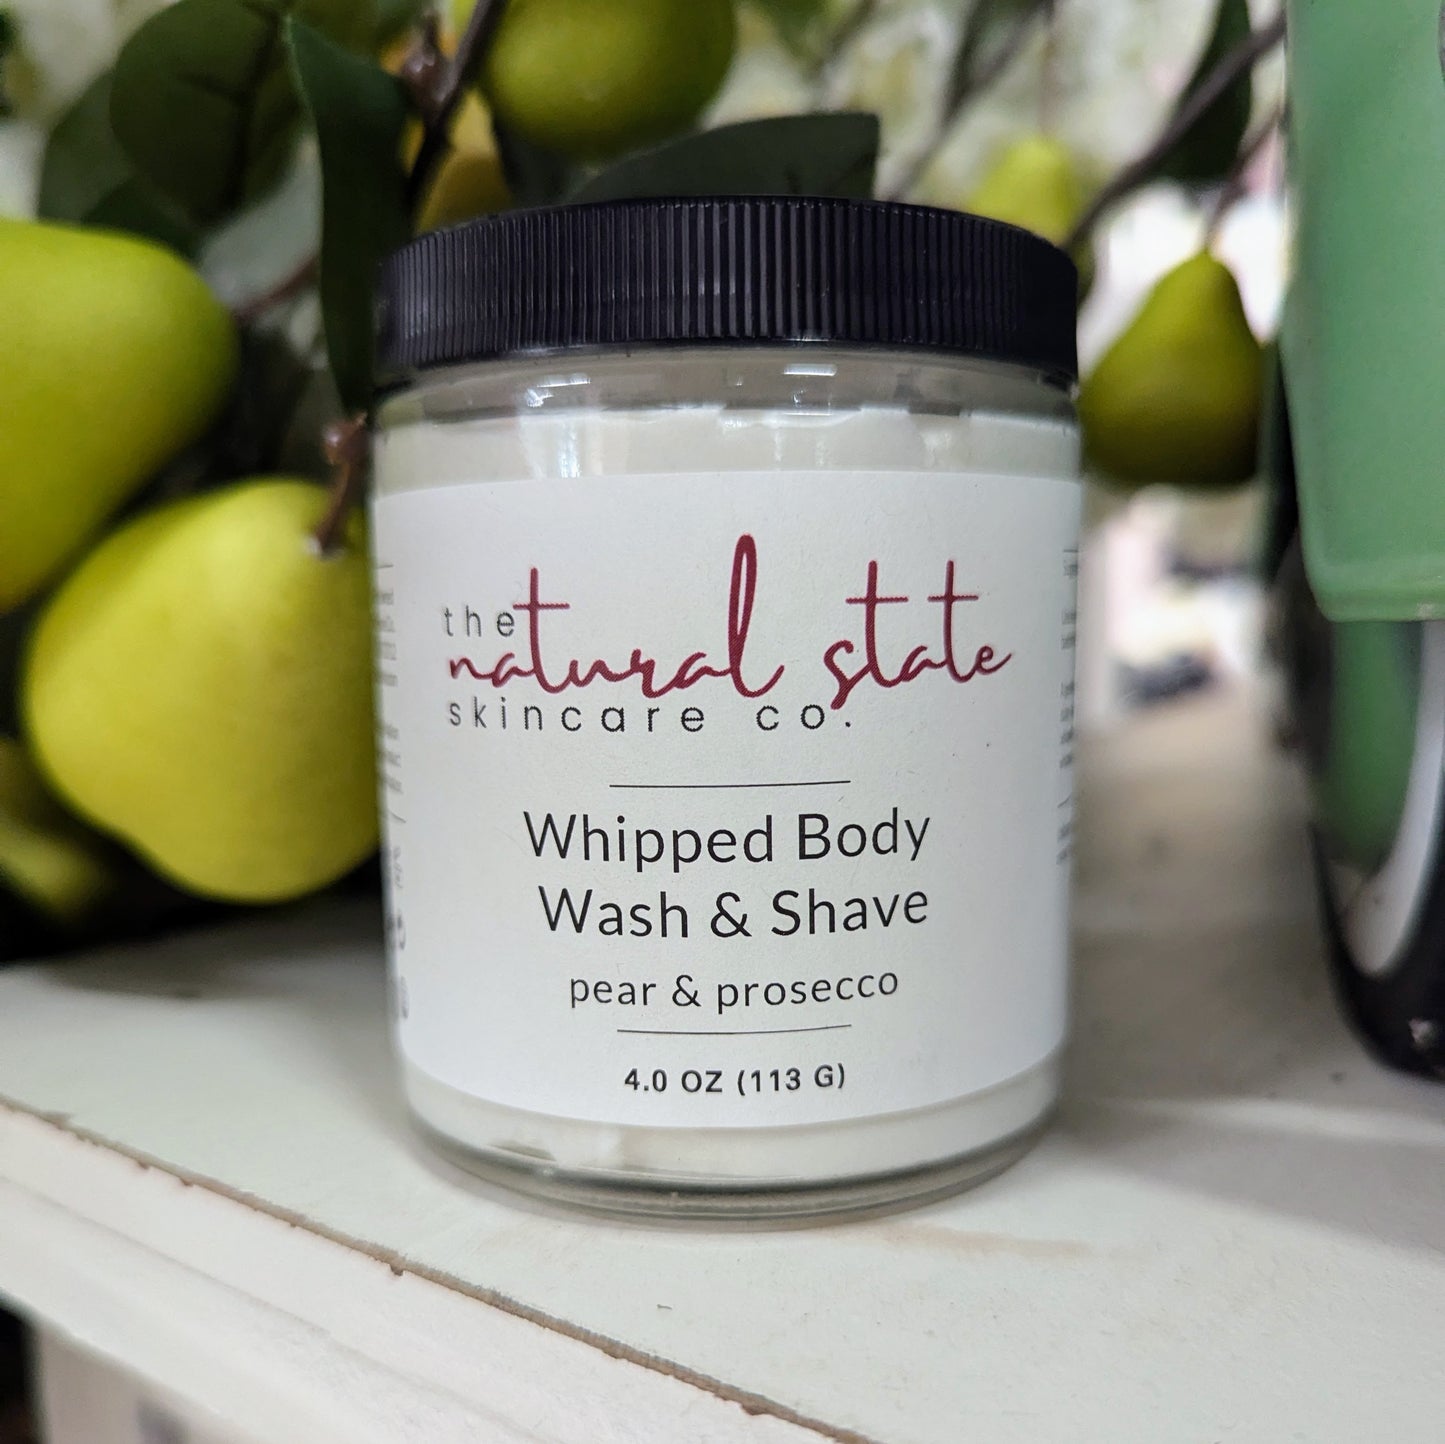 the
natural state
skincare co.
Whipped Body
Wash & Shave
pear & prosecco
4.0 OZ (113 G)